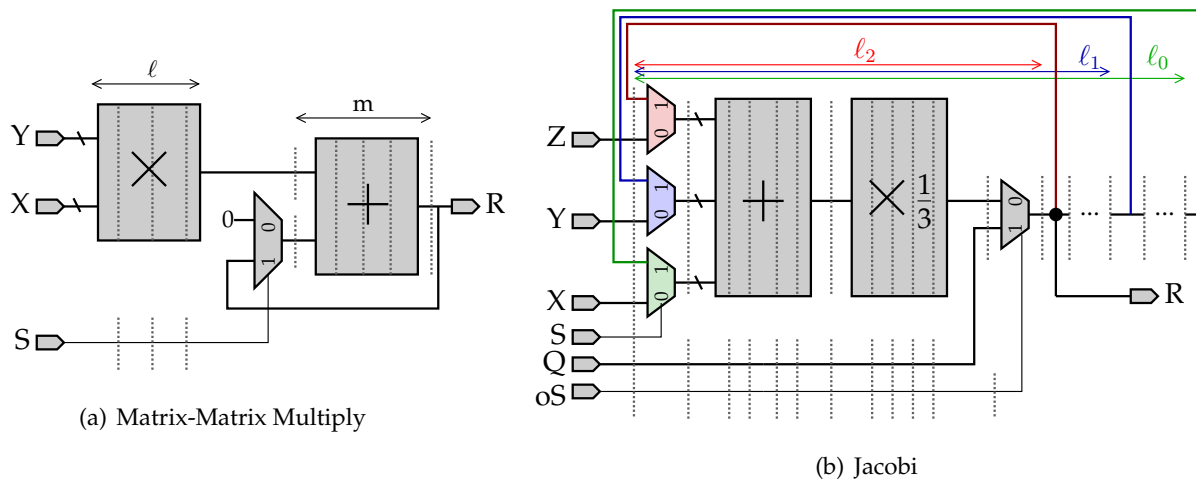 ℓ
m
Y
X
×
+
0
0
1
R
S
(a) Matrix-Matrix Multiply
ℓ₂
ℓ₁
ℓ₀
Z
1
0
Y
1
0
X
1
0
S
Q
oS
+
× 1/3
0
1
...
...
R
(b) Jacobi